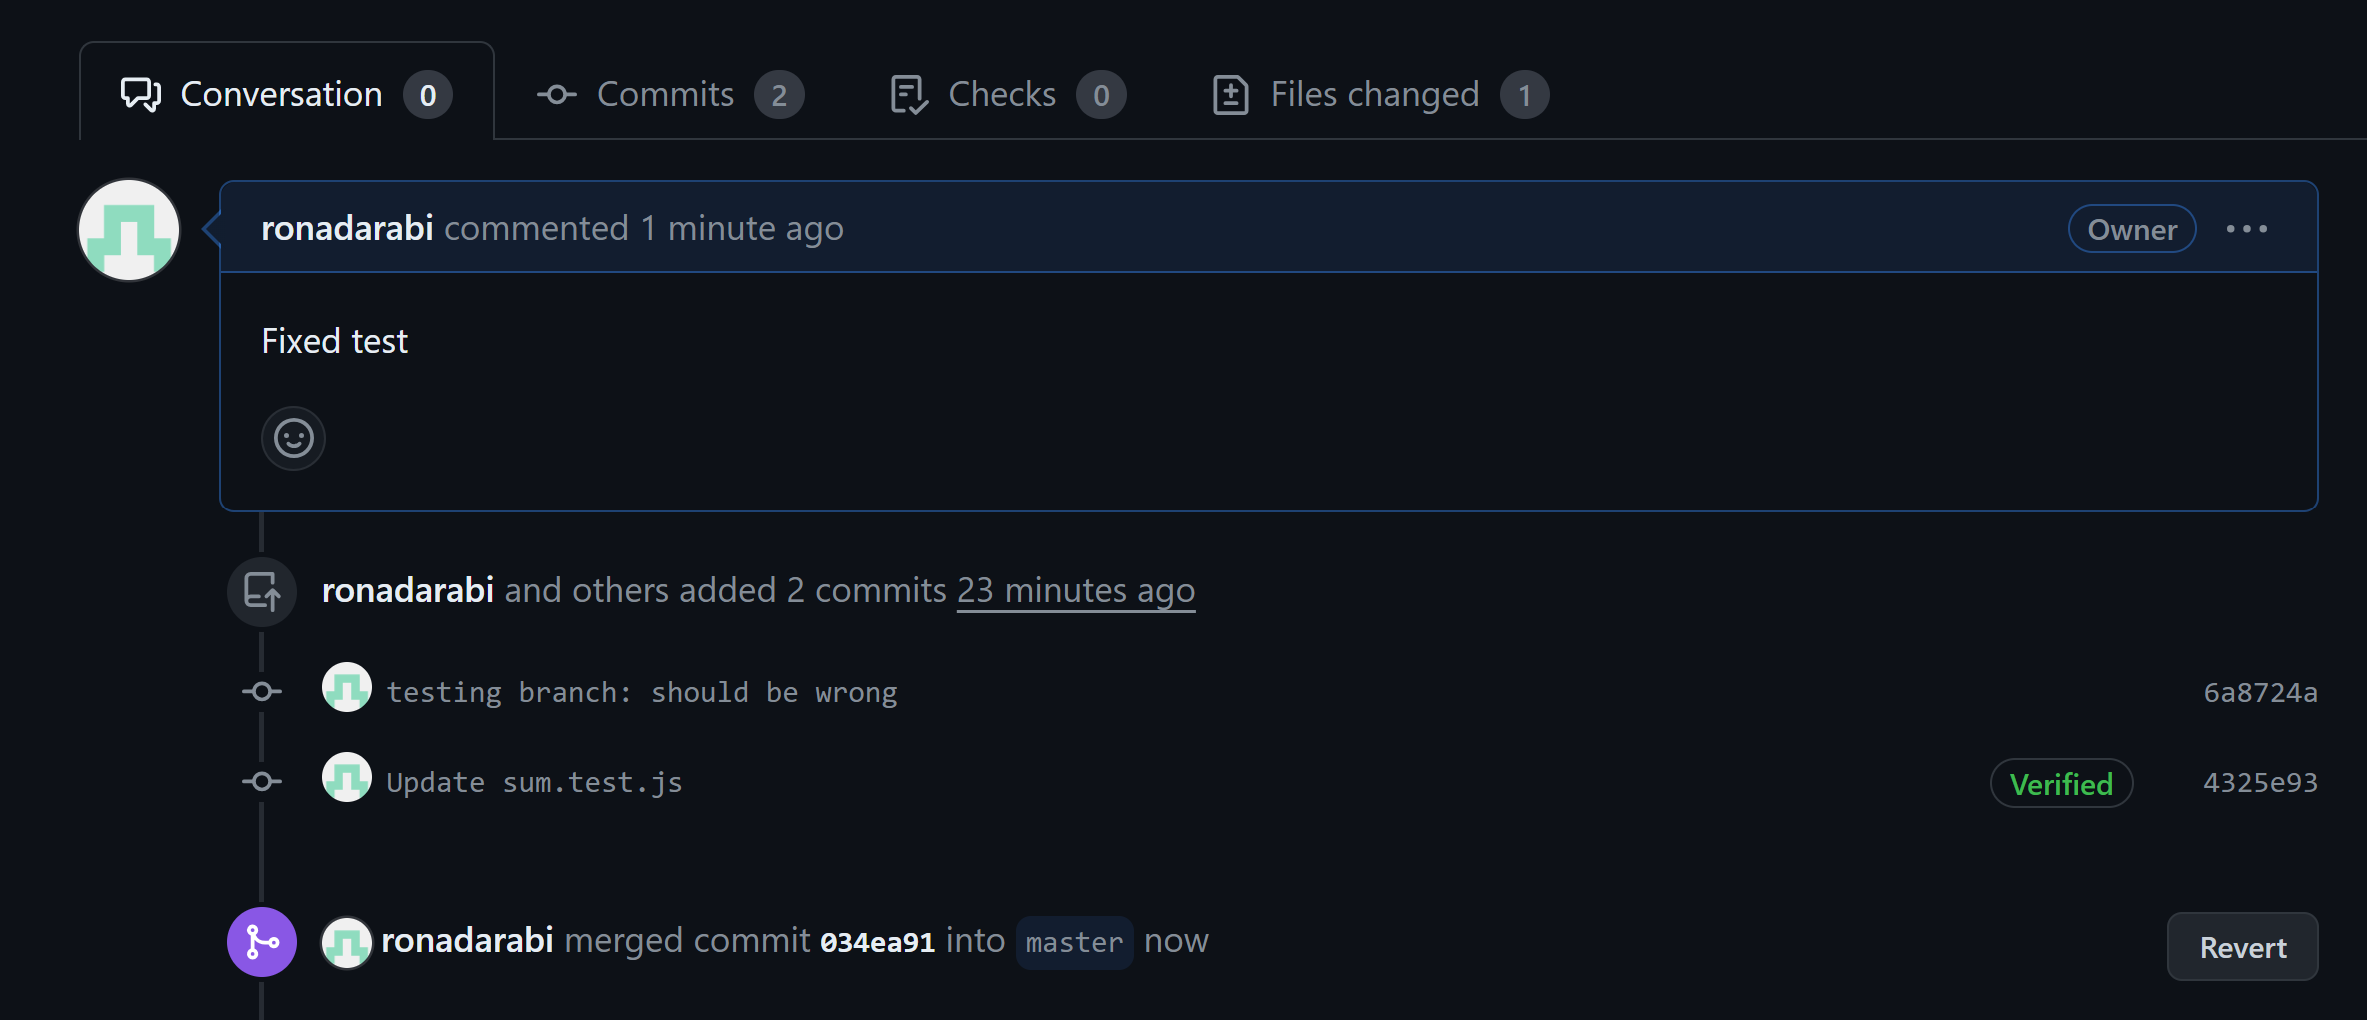 Conversation 0 Commits 2 Checks 0 Files changed 1
ronadarabi commented 1 minute ago Owner
Fixed test
ronadarabi and others added 2 commits 23 minutes ago
testing branch: should be wrong 6a8724a
Update sum.test.js Verified 4325e93
ronadarabi merged commit 034ea91 into master now Revert